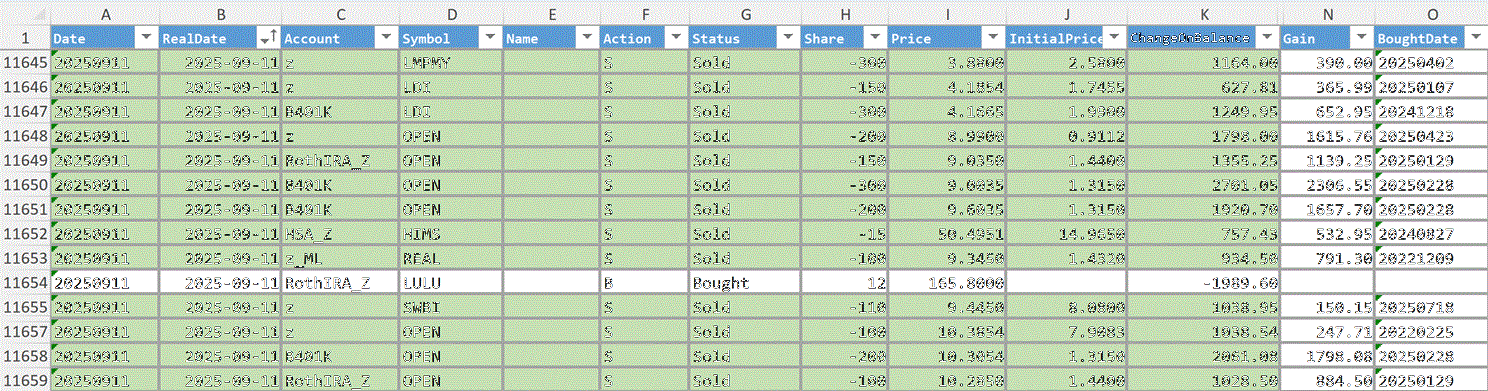 A B C D E F G H I J K N O
1 Date RealDate Account Symbol Name Action Status Share Price InitialPrice ChangeOnBalance Gain BoughtDate
11645 20250911 2025-09-11 z LMPMY S Sold -300 3.8800 2.5800 1164.00 390.00 20250402
11646 20250911 2025-09-11 z LDI S Sold -150 4.1854 1.7455 627.81 365.99 20250107
11647 20250911 2025-09-11 B401K LDI S Sold -300 4.1665 1.9900 1249.95 652.95 20241218
11648 20250911 2025-09-11 z OPEN S Sold -200 8.9900 0.9112 1798.00 1615.76 20250423
11649 20250911 2025-09-11 RothIRA_Z OPEN S Sold -150 9.0350 1.4400 1355.25 1139.25 20250129
11650 20250911 2025-09-11 B401K OPEN S Sold -300 9.0035 1.3150 2701.05 2306.55 20250228
11651 20250911 2025-09-11 B401K OPEN S Sold -200 9.6035 1.3150 1920.70 1657.70 20250228
11652 20250911 2025-09-11 HSA_Z HIMS S Sold -15 50.4951 14.9650 757.43 532.95 20240827
11653 20250911 2025-09-11 z_ML REAL S Sold -100 9.3450 1.4320 934.50 791.30 20221209
11654 20250911 2025-09-11 RothIRA_Z LULU B Bought 12 165.8000 -1989.60
11655 20250911 2025-09-11 z SWBI S Sold -110 9.4450 8.0800 1038.95 150.15 20250718
11657 20250911 2025-09-11 z OPEN S Sold -100 10.3854 7.9083 1038.54 247.71 20220225
11658 20250911 2025-09-11 B401K OPEN S Sold -200 10.3054 1.3150 2061.08 1798.08 20250228
11659 20250911 2025-09-11 RothIRA_Z OPEN S Sold -100 10.2850 1.4400 1028.50 884.50 20250129